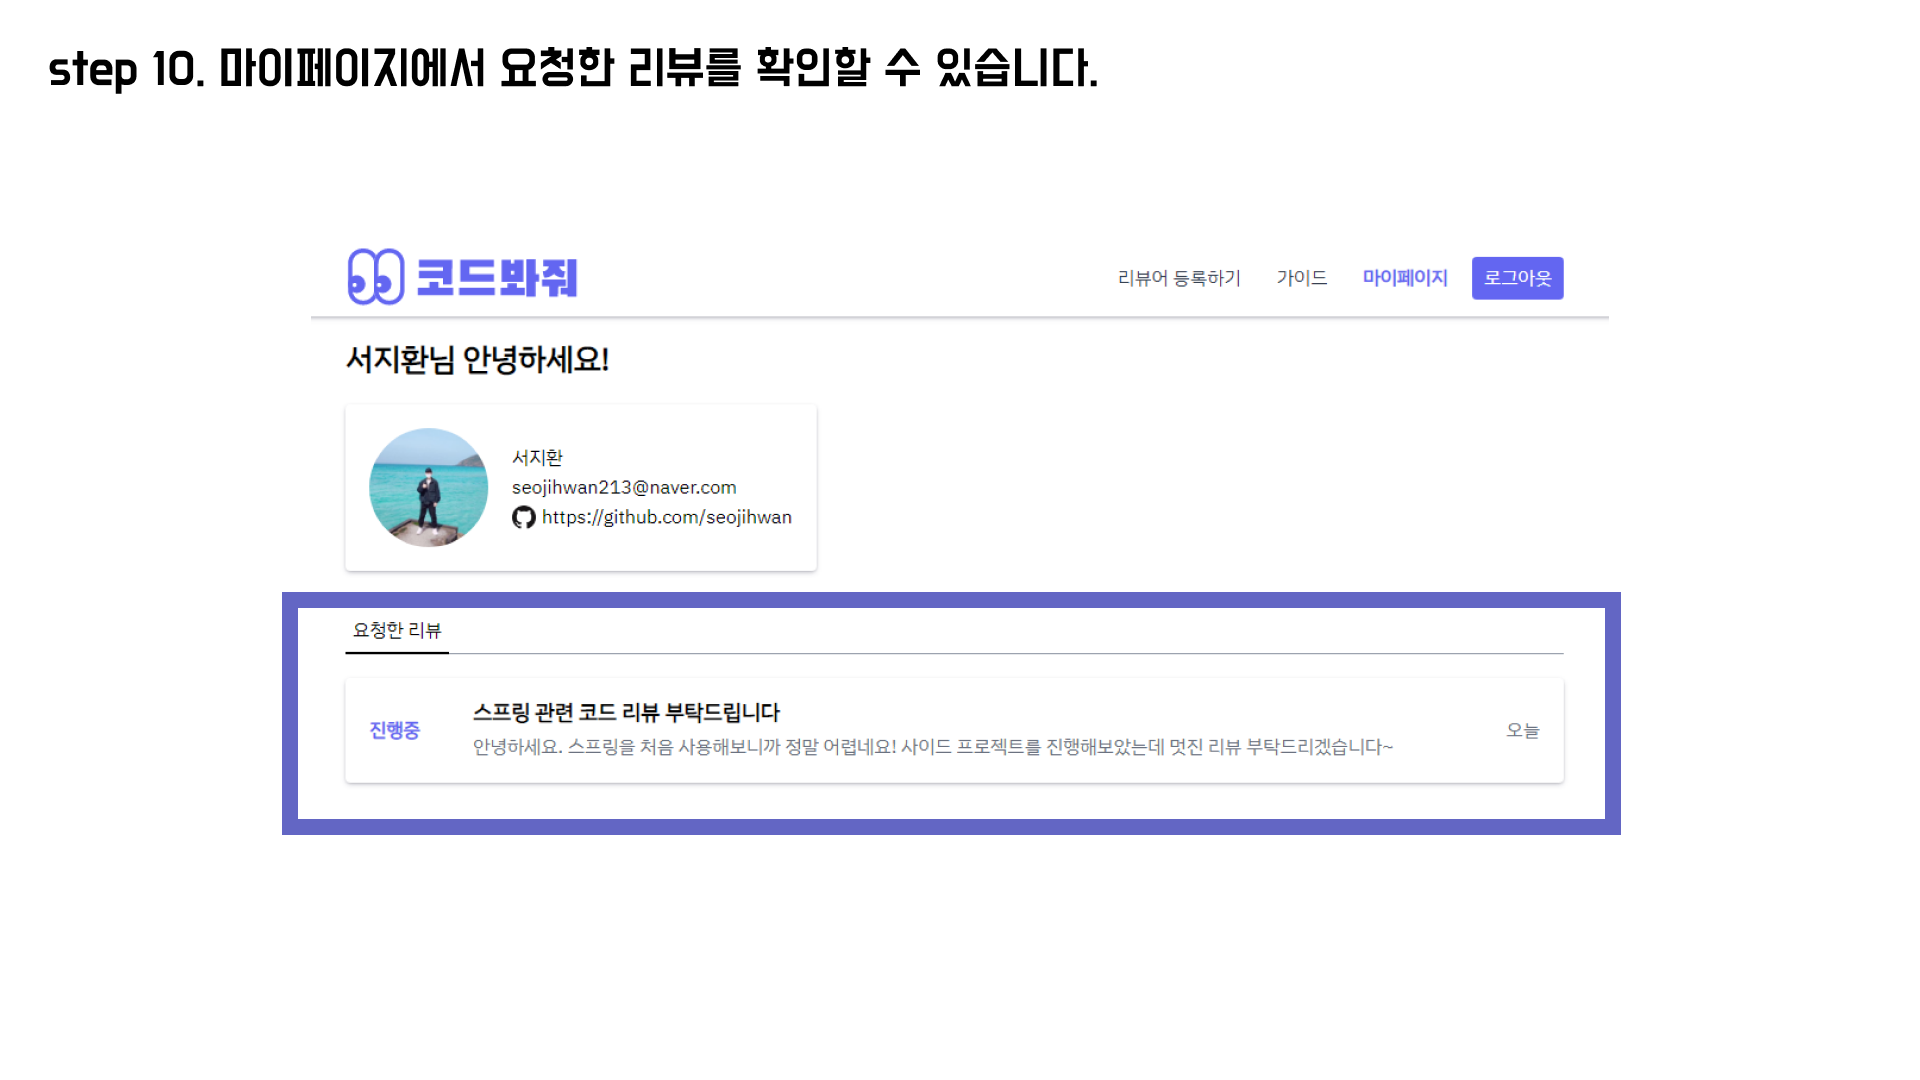 step 10. 마이페이지에서 요청한 리뷰를 확인할 수 있습니다.
코드봐줘
리뷰어 등록하기 가이드 마이페이지 로그아웃
서지환님 안녕하세요!
서지환
seojihwan213@naver.com
https://github.com/seojihwan
요청한 리뷰
진행중
스프링 관련 코드 리뷰 부탁드립니다
안녕하세요. 스프링을 처음 사용해보니까 정말 어렵네요! 사이드 프로젝트를 진행해보았는데 멋진 리뷰 부탁드리겠습니다~
오늘